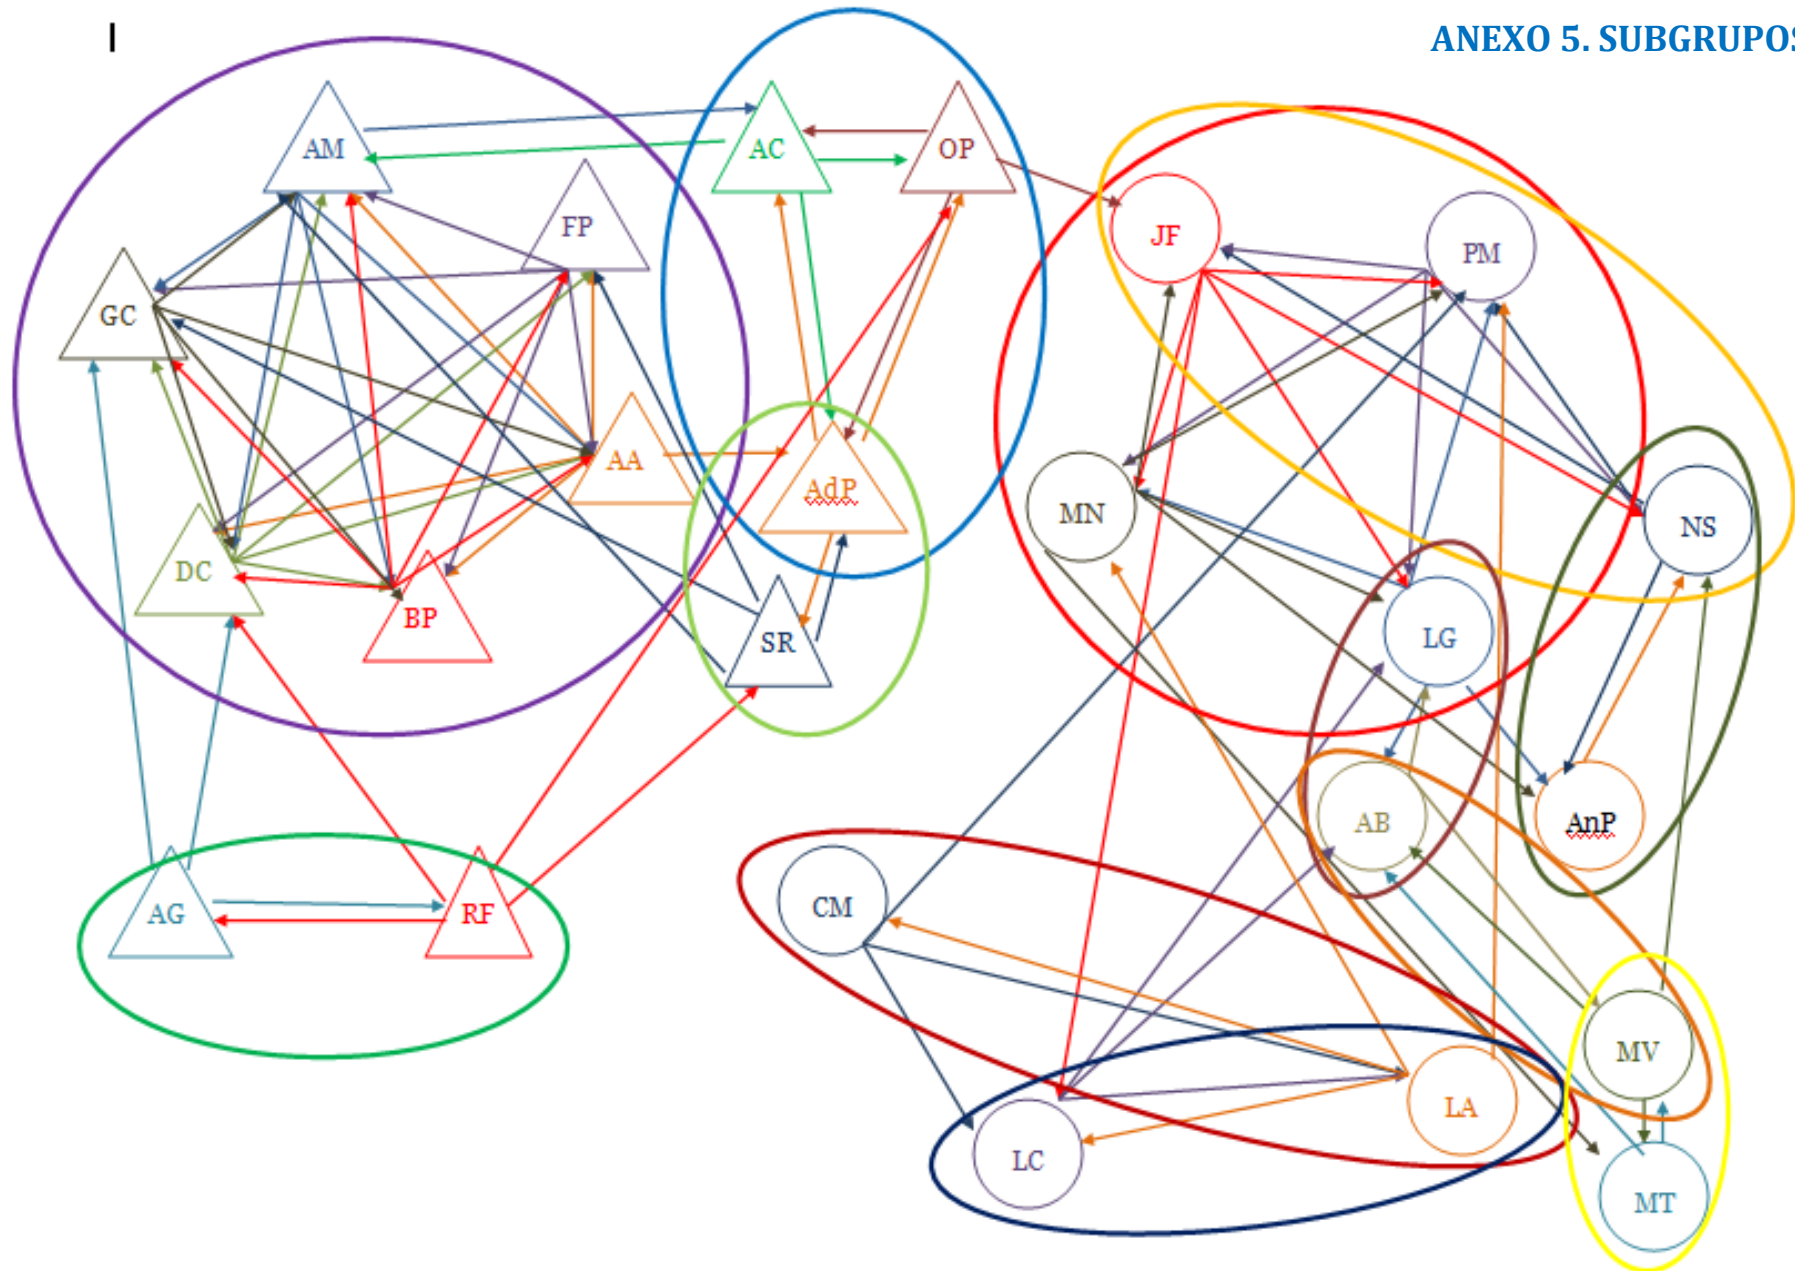 I
ANEXO 5. SUBGRUPOS
AM
AC
OP
FP
JF
PM
GC
AA
AdP
MN
NS
DC
BP
SR
LG
AB
AnP
AG
RF
CM
MV
LA
LC
MT